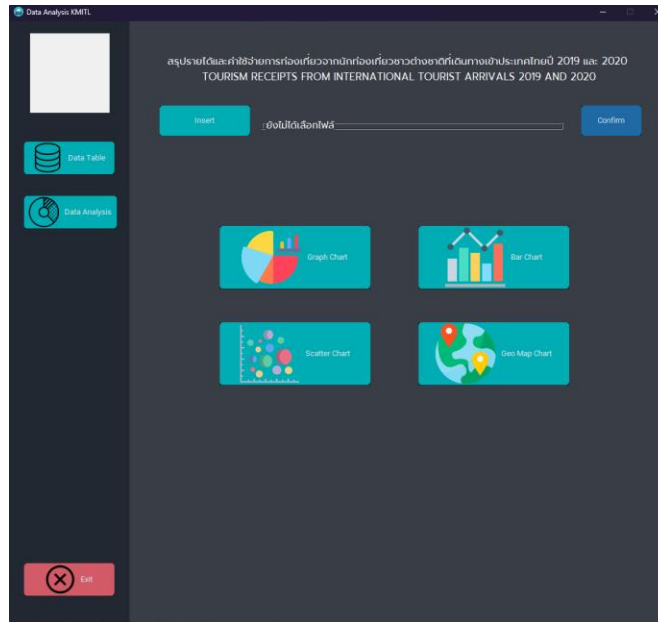 Data Analysis KMITL
สรุปรายได้และค่าใช้จ่ายการท่องเที่ยวจากนักท่องเที่ยวชาวต่างชาติที่เดินทางเข้าประเทศไทยปี 2019 และ 2020
TOURISM RECEIPTS FROM INTERNATIONAL TOURIST ARRIVALS 2019 AND 2020
Insert
ยังไม่ได้เลือกไฟล์
Confirm
Data Table
Data Analysis
Graph Chart
Bar Chart
Scatter Chart
Geo Map Chart
Exit